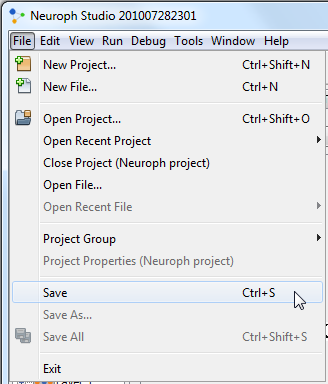 Neuroph Studio 201007282301
File Edit View Run Debug Tools Window Help
New Project... Ctrl+Shift+N
New File... Ctrl+N
Open Project... Ctrl+Shift+O
Open Recent Project
Close Project (Neuroph project)
Open File...
Open Recent File
Project Group
Project Properties (Neuroph project)
Save Ctrl+S
Save As...
Save All Ctrl+Shift+S
Exit